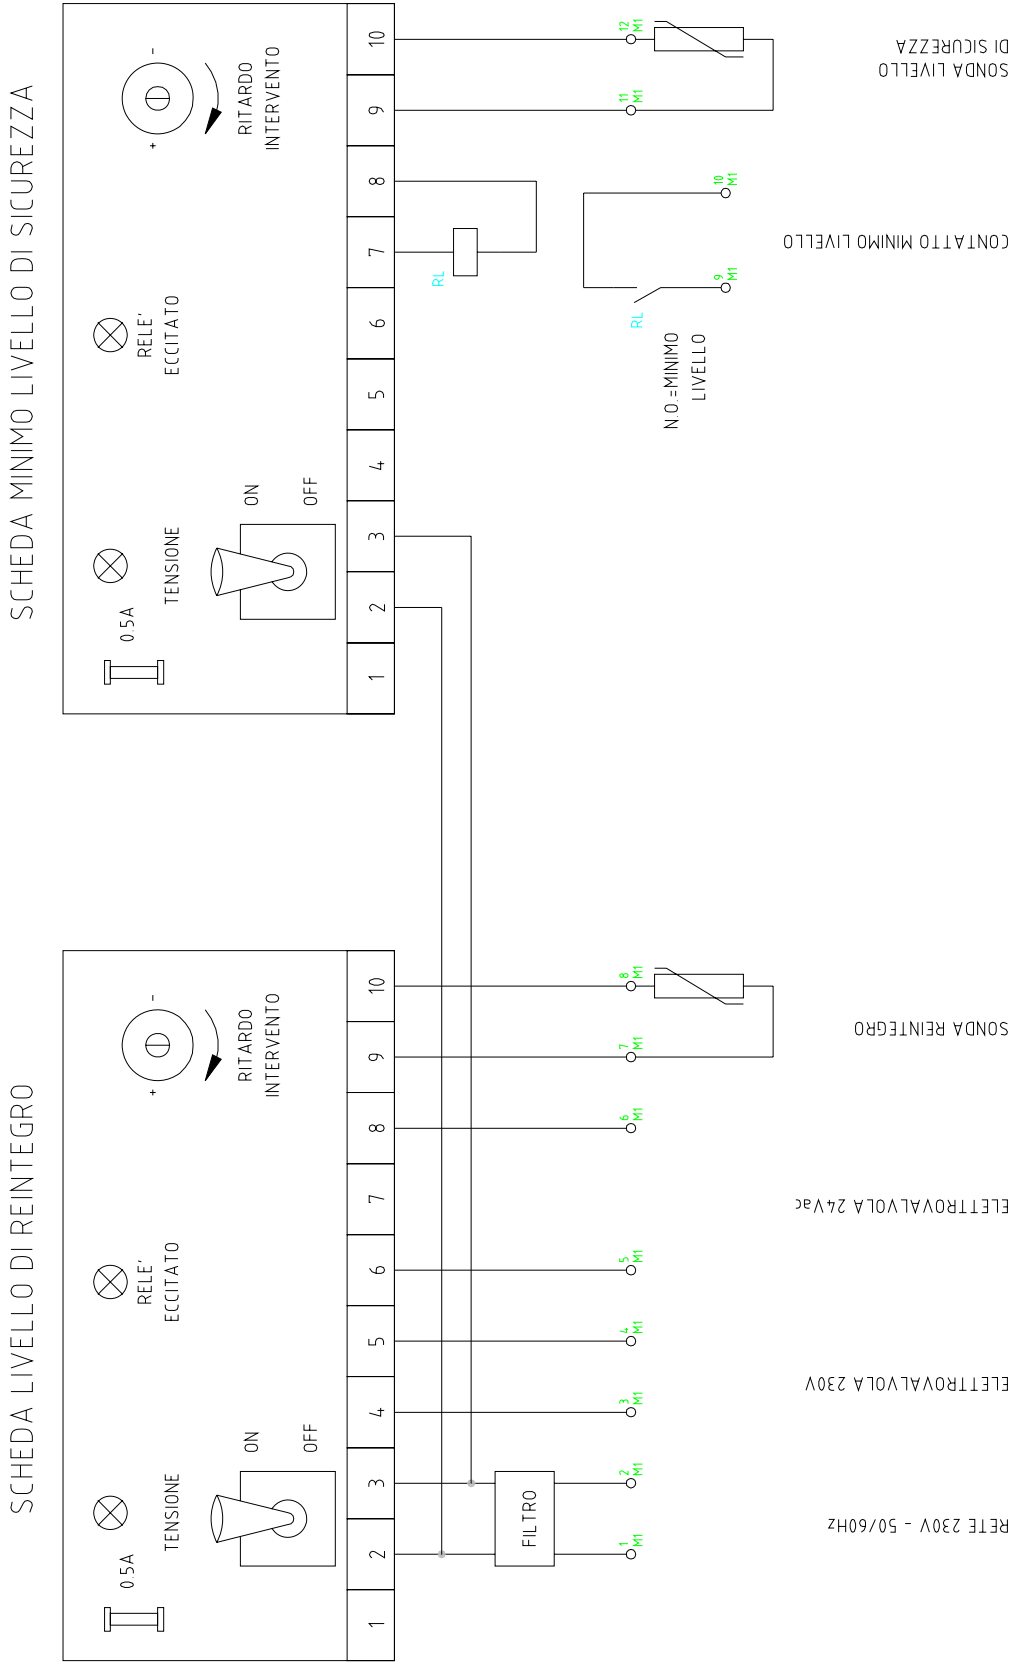 SCHEDA LIVELLO DI REINTEGRO
0.5A
TENSIONE
ON
OFF
RELE'
ECCITATO
+
-
RITARDO
INTERVENTO
1
2
3
4
5
6
7
8
9
10
FILTRO
1
M1
2
M1
3
M1
4
M1
5
M1
6
M1
7
M1
8
M1
RETE 230V - 50/60Hz
ELETTROVALVOLA 230V
ELETTROVALVOLA 24Vac
SONDA REINTEGRO
SCHEDA MINIMO LIVELLO DI SICUREZZA
0.5A
TENSIONE
ON
OFF
RELE'
ECCITATO
+
-
RITARDO
INTERVENTO
1
2
3
4
5
6
7
8
9
10
RL
RL
N.O.=MINIMO
LIVELLO
9
M1
10
M1
11
M1
12
M1
CONTATTO MINIMO LIVELLO
SONDA LIVELLO
DI SICUREZZA